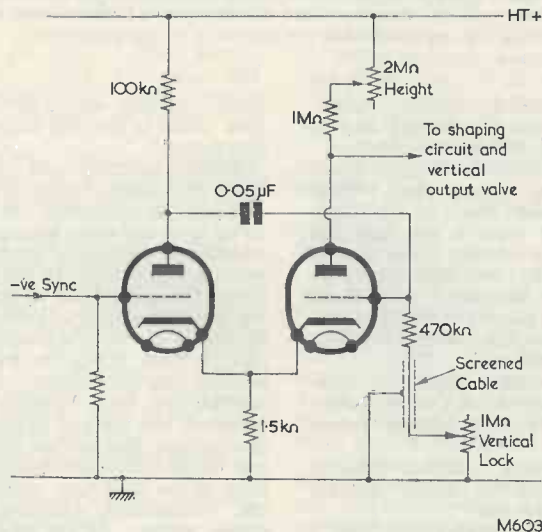 HT+
100kΩ
2MΩ
Height
1MΩ
To shaping
circuit and
vertical
output valve
0·05µF
-ve Sync
470kΩ
Screened
Cable
1·5kΩ
1MΩ
Vertical
Lock
M603